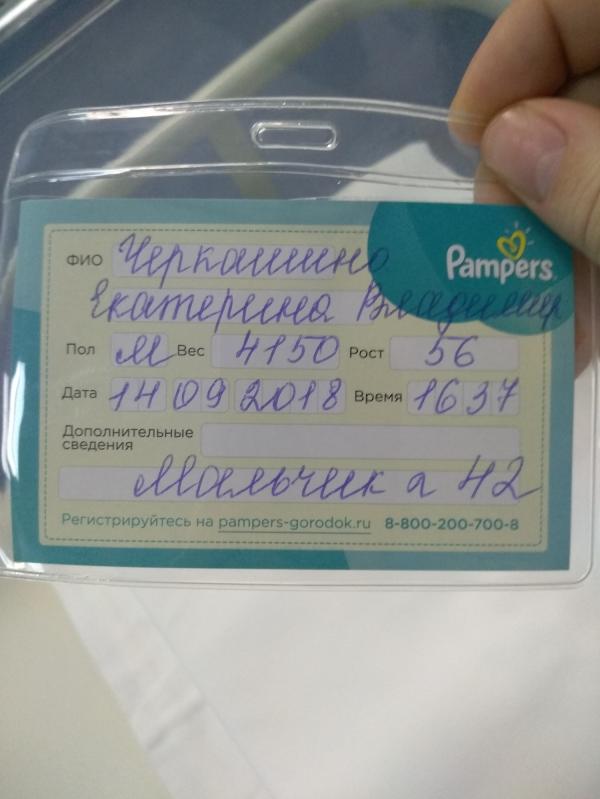 ФИО Черкашина
Pampers.
Екатерина Владимир
Пол М Вес 4150 Рост 56
Дата 14 09 2018 Время 16 37
Дополнительные
сведения
Мальчик а 42
Регистрируйтесь на pampers-gorodok.ru 8-800-200-700-8